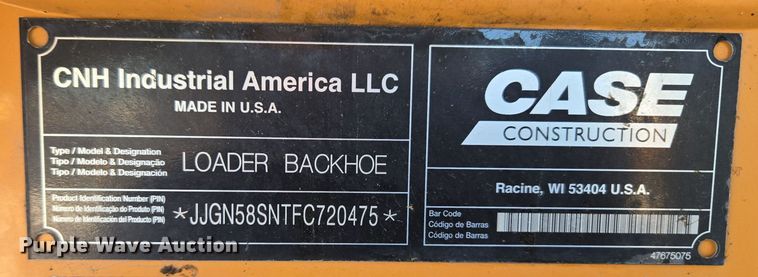 CNH Industrial America LLC
MADE IN U.S.A.
Type / Model & Designation
Tipo / Modelo & Designação
Tipo / Modelo & Designación
LOADER BACKHOE
Product Identification Number (PIN)
Número de Identificação do Produto (PIN)
Número de Identificación del Producto (PIN)
*JJGN58SNTFC720475*
CASE
CONSTRUCTION
Racine, WI 53404 U.S.A.
Bar Code
Código de Barras
Código de Barras
47675075
Purple Wave Auction